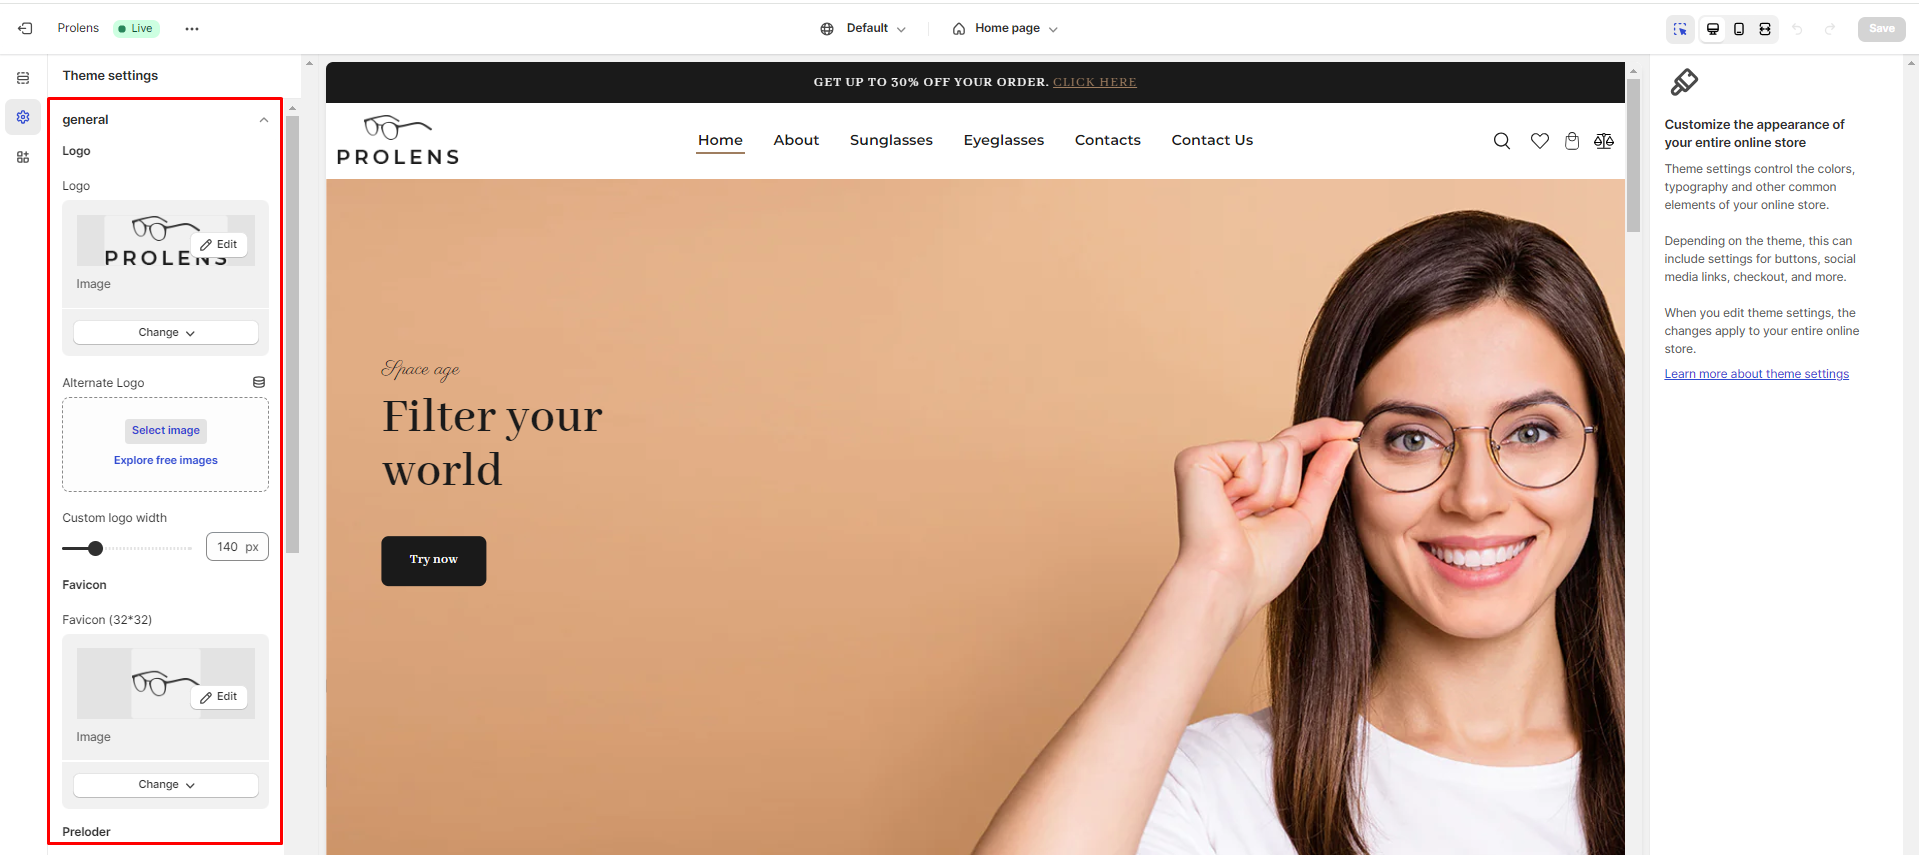 Prolens
Live
Default
Home page
Save
Theme settings
general
Logo
Logo
PROLENS
Edit
Image
Change
Alternate Logo
Select image
Explore free images
Custom logo width
140 px
Favicon
Favicon (32*32)
Edit
Image
Change
Preloder
GET UP TO 30% OFF YOUR ORDER. CLICK HERE
PROLENS
Home About Sunglasses Eyeglasses Contacts Contact Us
Space age
Filter your
world
Try now
Customize the appearance of
your entire online store
Theme settings control the colors,
typography and other common
elements of your online store.
Depending on the theme, this can
include settings for buttons, social
media links, checkout, and more.
When you edit theme settings, the
changes apply to your entire online
store.
Learn more about theme settings